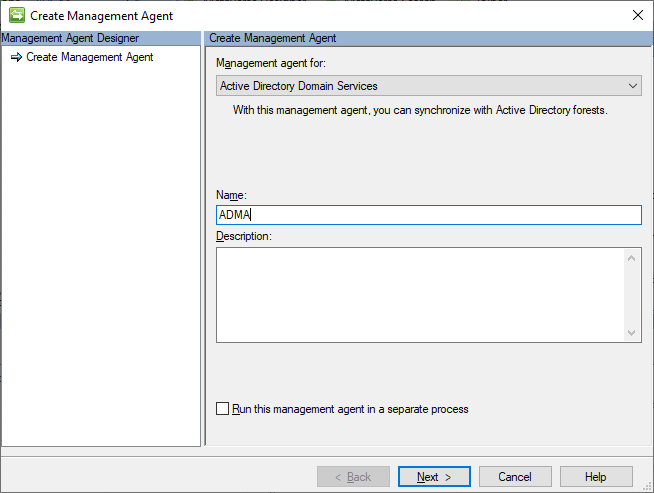 Create Management Agent
Management Agent Designer
Create Management Agent
Create Management Agent
Management agent for:
Active Directory Domain Services
With this management agent, you can synchronize with Active Directory forests.
Name:
ADMA
Description:
Run this management agent in a separate process
< Back
Next >
Cancel
Help